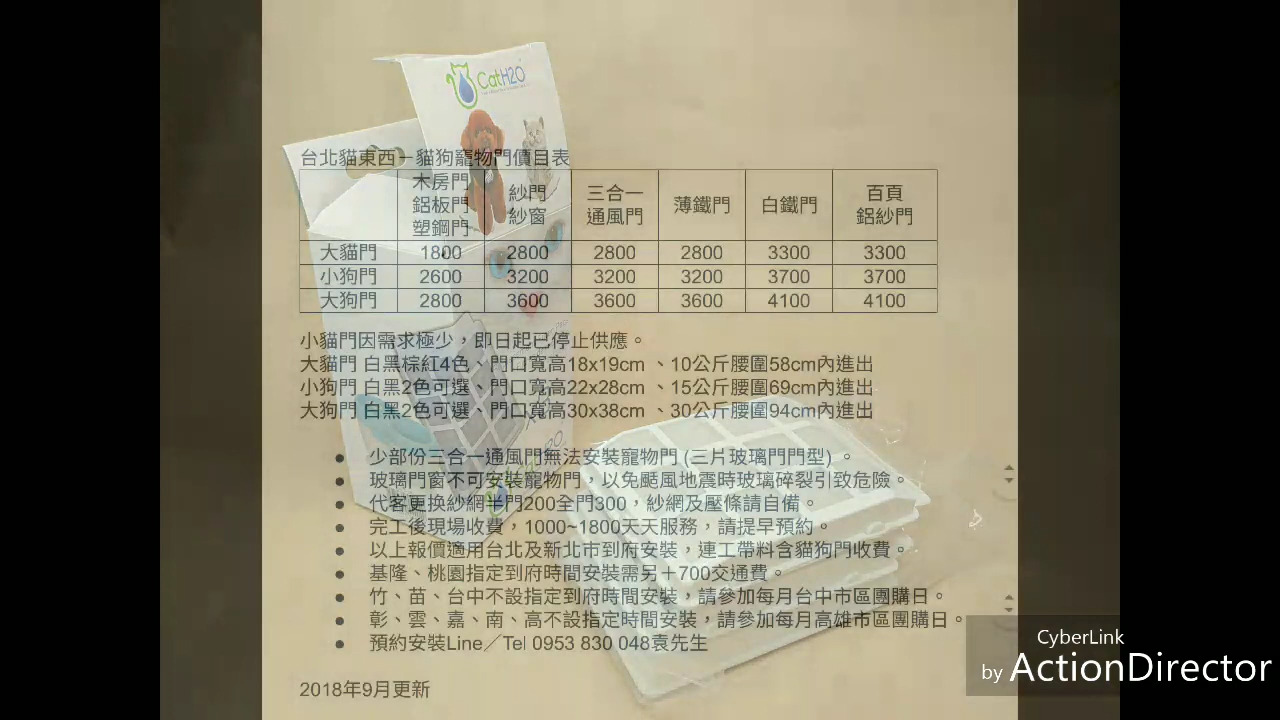 CatH2O
台北貓東西－貓狗寵物門價目表
木房門 鋁板門 塑鋼門 紗門 紗窗 三合一 通風門 薄鐵門 白鐵門 百頁 鋁紗門
大貓門 1800 2800 2800 2800 3300 3300
小狗門 2600 3200 3200 3200 3700 3700
大狗門 2800 3600 3600 3600 4100 4100
小貓門因需求極少，即日起已停止供應。
大貓門 白黑棕紅4色、門口寬高18x19cm 、10公斤腰圍58cm內進出
小狗門 白黑2色可選、門口寬高22x28cm 、15公斤腰圍69cm內進出
大狗門 白黑2色可選、門口寬高30x38cm 、30公斤腰圍94cm內進出
● 少部份三合一通風門無法安裝寵物門 (三片玻璃門門型) 。
● 玻璃門窗不可安裝寵物門，以免颳風地震時玻璃碎裂引致危險。
● 代客更換紗網半門200全門300，紗網及壓條請自備。
● 完工後現場收費，1000~1800天天服務，請提早預約。
● 以上報價適用台北及新北市到府安裝，連工帶料含貓狗門收費。
● 基隆、桃園指定到府時間安裝需另＋700交通費。
● 竹、苗、台中不設指定到府時間安裝，請參加每月台中市區團購日。
● 彰、雲、嘉、南、高不設指定時間安裝，請參加每月高雄市區團購日。
● 預約安裝Line／Tel 0953 830 048袁先生
2018年9月更新
CyberLink
by ActionDirector